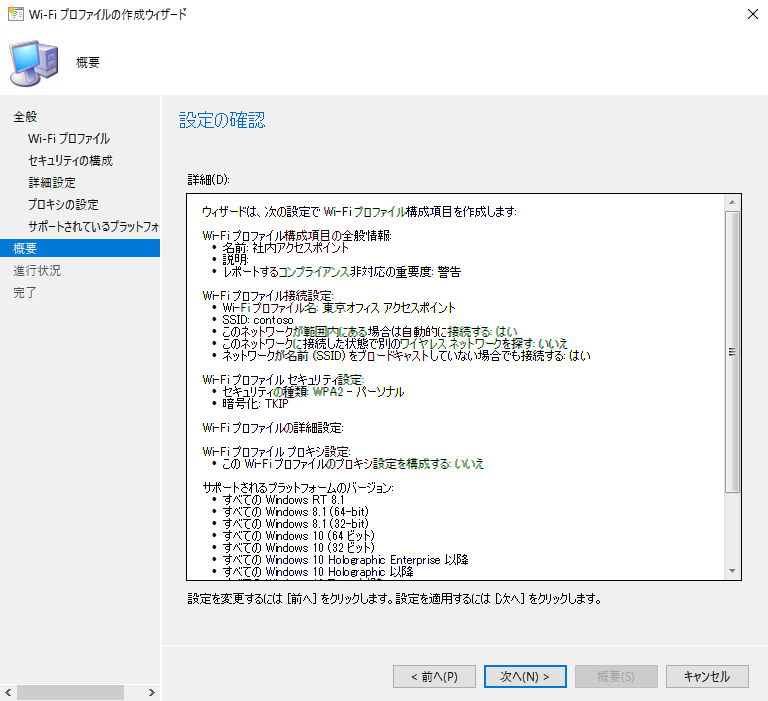 Wi-Fi プロファイルの作成ウィザード
概要
全般
Wi-Fi プロファイル
セキュリティの構成
詳細設定
プロキシの設定
サポートされているプラットフォ
概要
進行状況
完了
設定の確認
詳細(D):
ウィザードは、次の設定で Wi-Fi プロファイル構成項目を作成します:
Wi-Fi プロファイル構成項目の全般情報:
• 名前: 社内アクセスポイント
• 説明:
• レポートするコンプライアンス非対応の重要度: 警告
Wi-Fi プロファイル接続設定:
• Wi-Fi プロファイル名: 東京オフィス アクセスポイント
• SSID: contoso
• このネットワークが範囲内にある場合は自動的に接続する: はい
• このネットワークに接続した状態で別のワイヤレス ネットワークを探す: いいえ
• ネットワークが名前 (SSID) をブロードキャストしていない場合でも接続する: はい
Wi-Fi プロファイル セキュリティ設定:
• セキュリティの種類: WPA2 - パーソナル
• 暗号化: TKIP
Wi-Fi プロファイルの詳細設定:
Wi-Fi プロファイル プロキシ設定:
• この Wi-Fi プロファイルのプロキシ設定を構成する: いいえ
サポートされるプラットフォームのバージョン:
• すべての Windows RT 8.1
• すべての Windows 8.1 (64-bit)
• すべての Windows 8.1 (32-bit)
• すべての Windows 10 (64 ビット)
• すべての Windows 10 (32 ビット)
• すべての Windows 10 Holographic Enterprise 以降
• すべての Windows 10 Holographic 以降
設定を変更するには [前へ] をクリックします。設定を適用するには [次へ] をクリックします。
< 前へ(P)
次へ(N) >
概要(S)
キャンセル